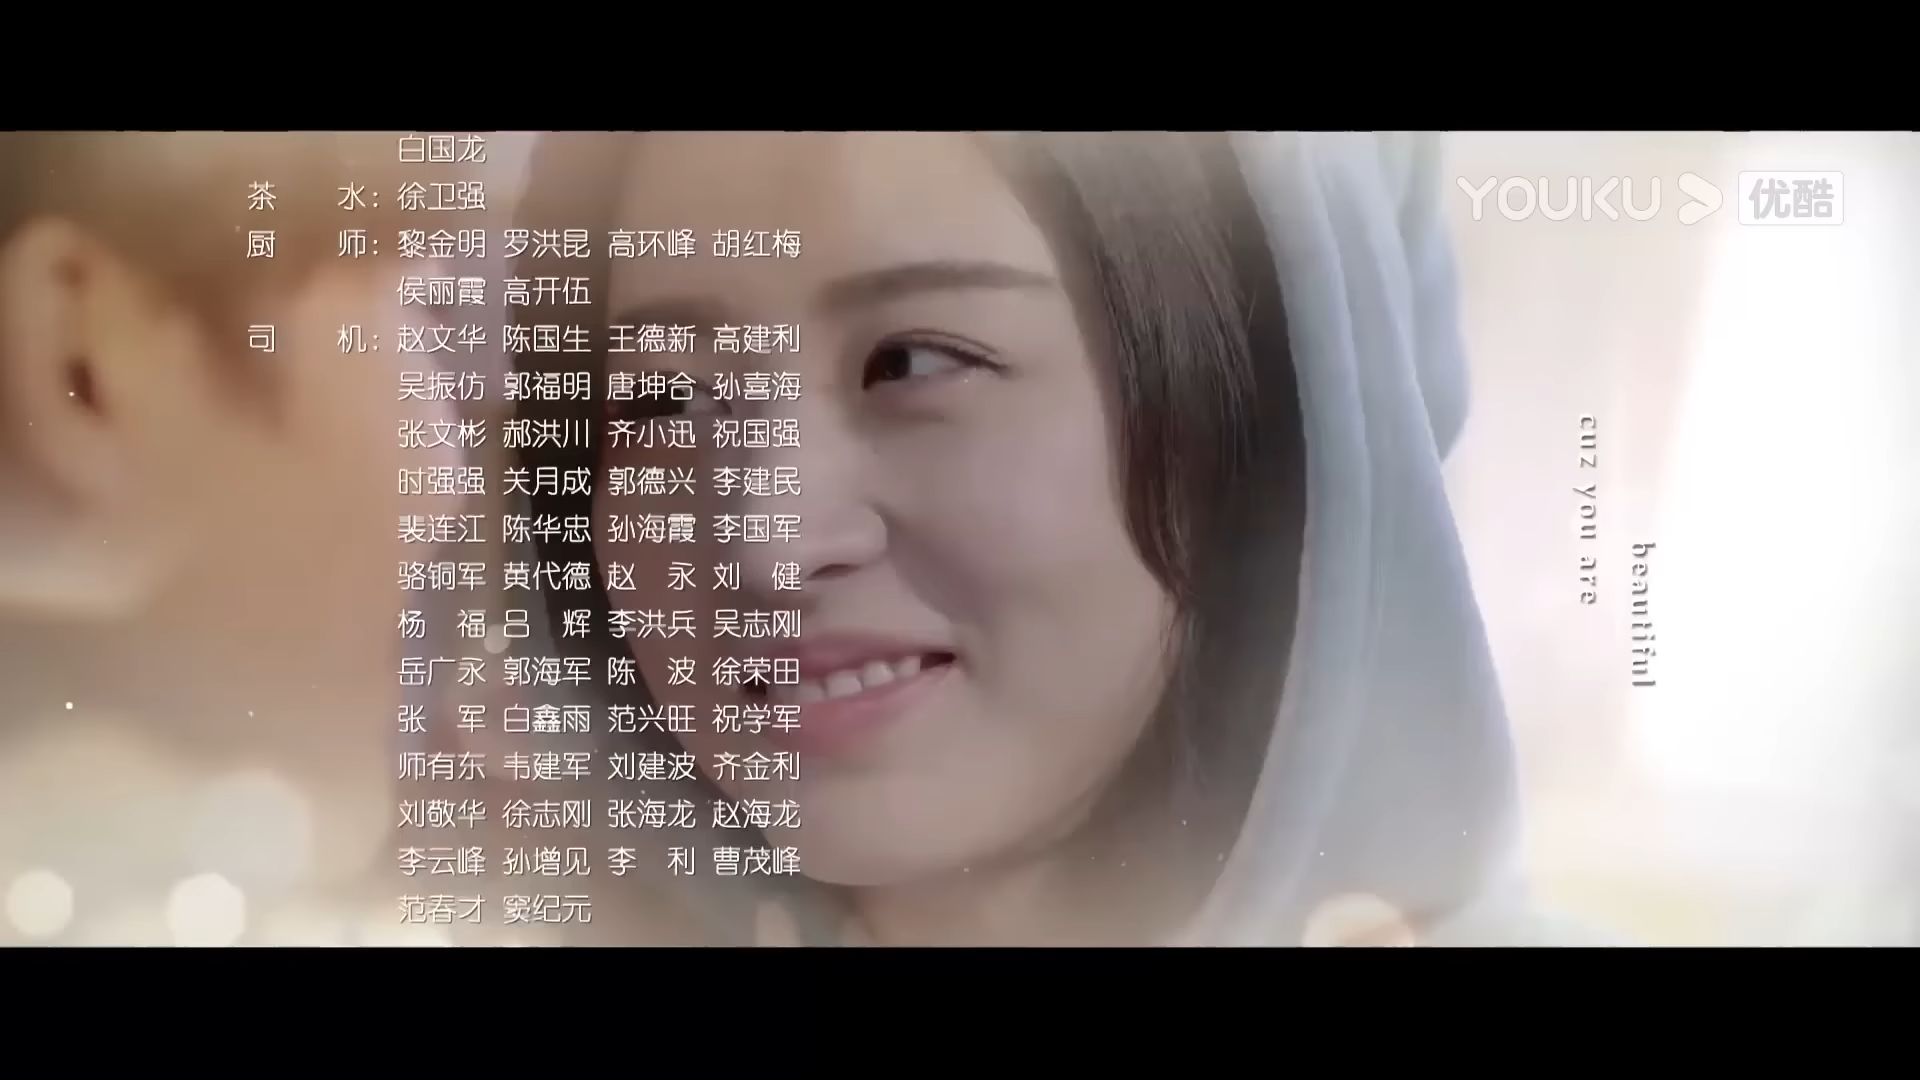 白国龙
茶 水：徐卫强
厨 师：黎金明 罗洪昆 高环峰 胡红梅
侯丽霞 高开伍
司 机：赵文华 陈国生 王德新 高建利
吴振仿 郭福明 唐坤合 孙喜海
张文彬 郝洪川 齐小迅 祝国强
时强强 关月成 郭德兴 李建民
裴连江 陈华忠 孙海霞 李国军
骆铜军 黄代德 赵 永 刘 健
杨 福 吕 辉 李洪兵 吴志刚
岳广永 郭海军 陈 波 徐荣田
张 军 白鑫雨 范兴旺 祝学军
师有东 韦建军 刘建波 齐金利
刘敬华 徐志刚 张海龙 赵海龙
李云峰 孙增见 李 利 曹茂峰
范春才 窦纪元
YOUKU 优酷
cuz you are
beautiful